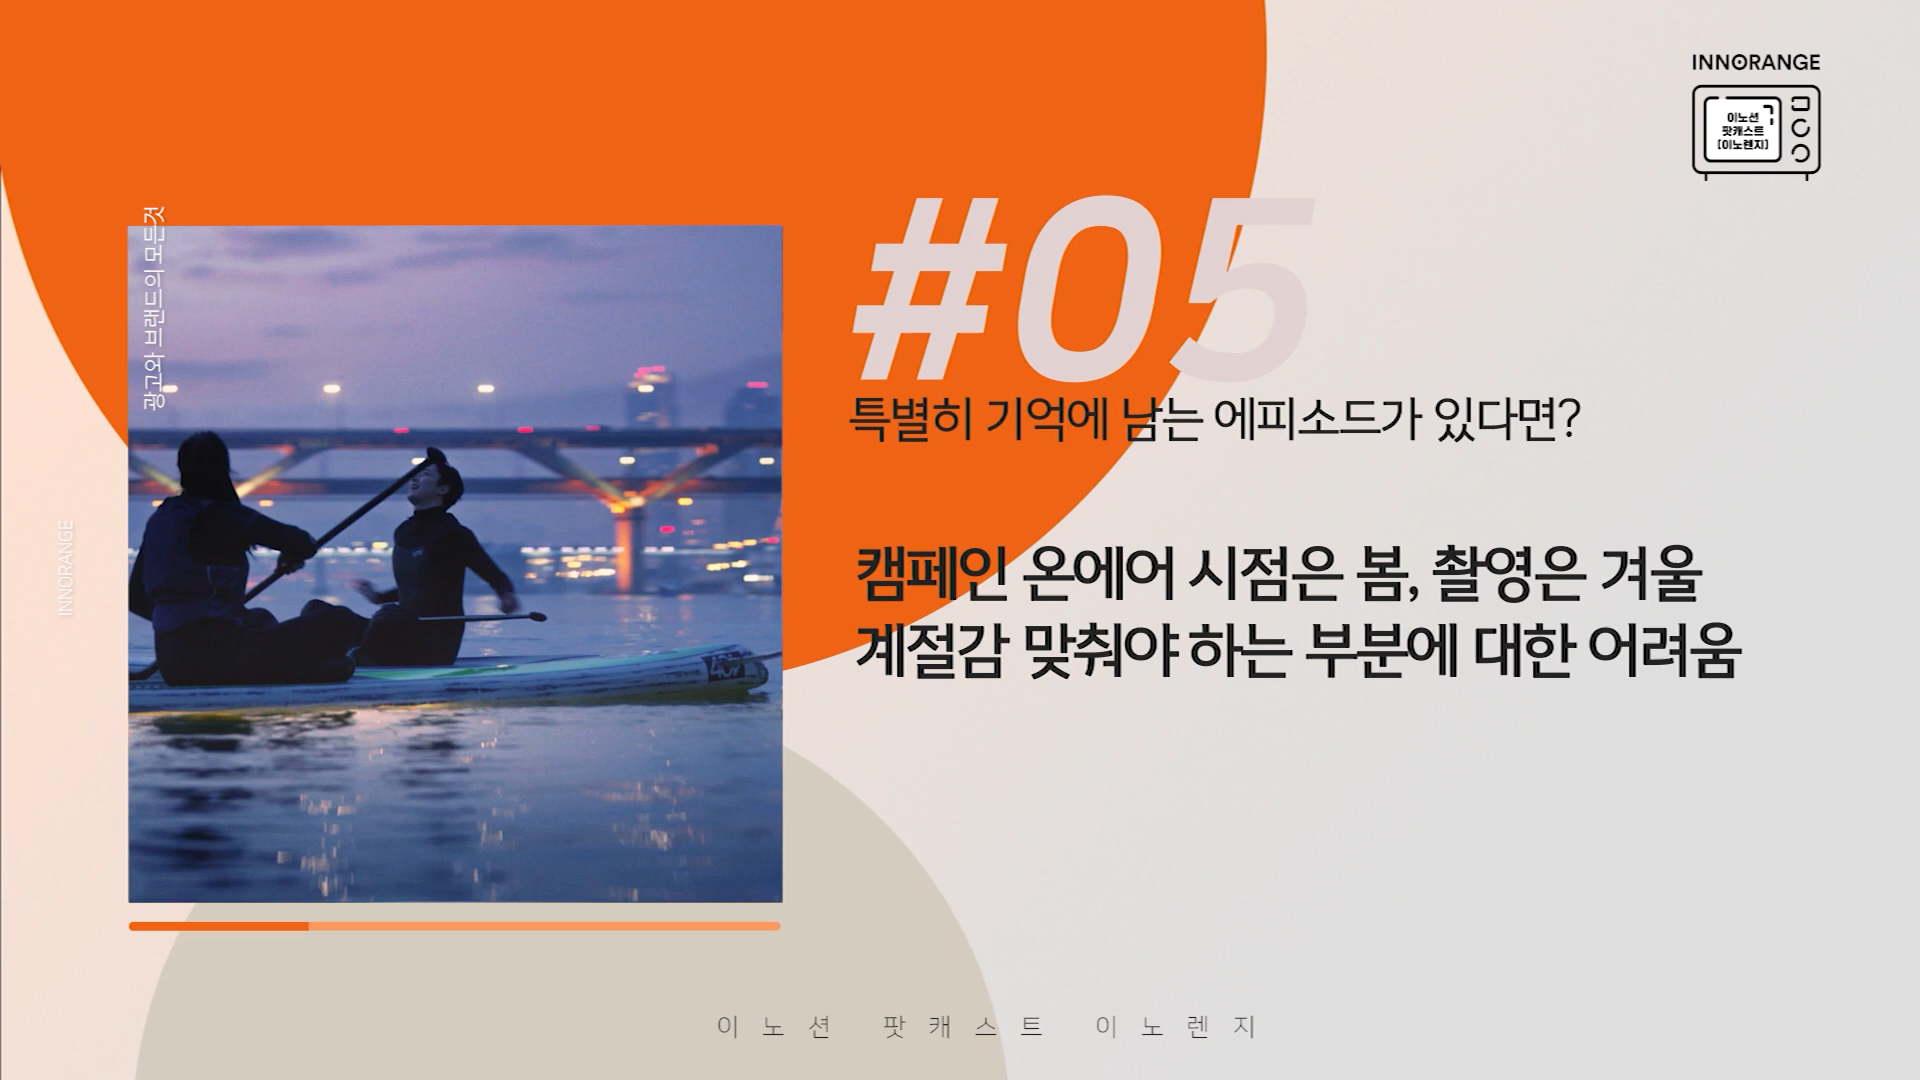 INNORANGE
이노션
팟캐스트
[이노렌지]
광고와 브랜드의 모든것
#05
특별히 기억에 남는 에피소드가 있다면?
INNORANGE
캠페인 온에어 시점은 봄, 촬영은 겨울
계절감 맞춰야 하는 부분에 대한 어려움
407
이노션 팟캐스트 이노렌지